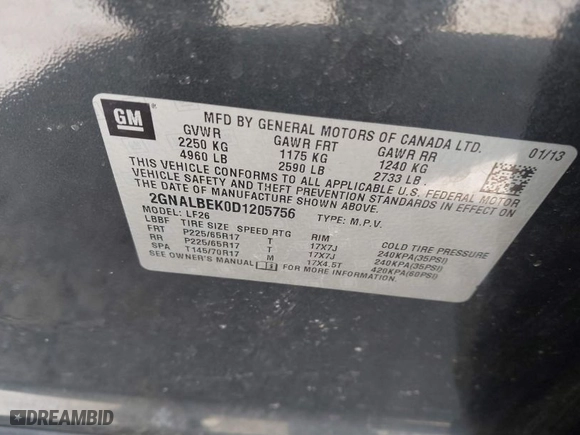 GM
MFD BY GENERAL MOTORS OF CANADA LTD. 01/13
GVWR GAWR FRT GAWR RR
2250 KG 1175 KG 1240 KG
4960 LB 2590 LB 2733 LB
THIS VEHICLE CONFORMS TO ALL APPLICABLE U.S. FEDERAL MOTOR
VEHICLE SAFETY AND THEFT PREVENTION STANDARDS IN EFFECT ON
THE DATE OF MANUFACTURE SHOWN ABOVE.
2GNALBEK0D1205756 TYPE: M.P.V.
MODEL: LF26
LBBF TIRE SIZE SPEED RTG RIM COLD TIRE PRESSURE
FRT P225/65R17 T 17X7J 240KPA(35PSI)
RR P225/65R17 T 17X7J 240KPA(35PSI)
SPA T145/70R17 M 17X4.5T 420KPA(60PSI)
SEE OWNER'S MANUAL FOR MORE INFORMATION.
DREAMBID